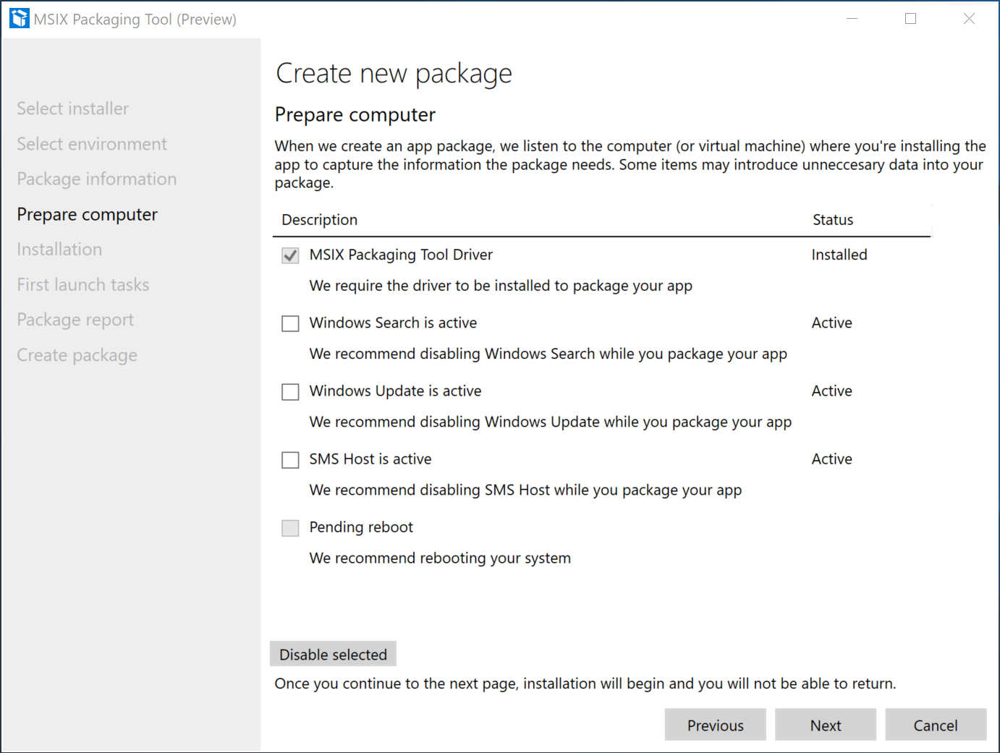 MSIX Packaging Tool (Preview)
Select installer
Select environment
Package information
Prepare computer
Installation
First launch tasks
Package report
Create package
Create new package
Prepare computer
When we create an app package, we listen to the computer (or virtual machine) where you're installing the
app to capture the information the package needs. Some items may introduce unneccesary data into your
package.
Description Status
MSIX Packaging Tool Driver Installed
We require the driver to be installed to package your app
Windows Search is active Active
We recommend disabling Windows Search while you package your app
Windows Update is active Active
We recommend disabling Windows Update while you package your app
SMS Host is active Active
We recommend disabling SMS Host while you package your app
Pending reboot
We recommend rebooting your system
Disable selected
Once you continue to the next page, installation will begin and you will not be able to return.
Previous Next Cancel